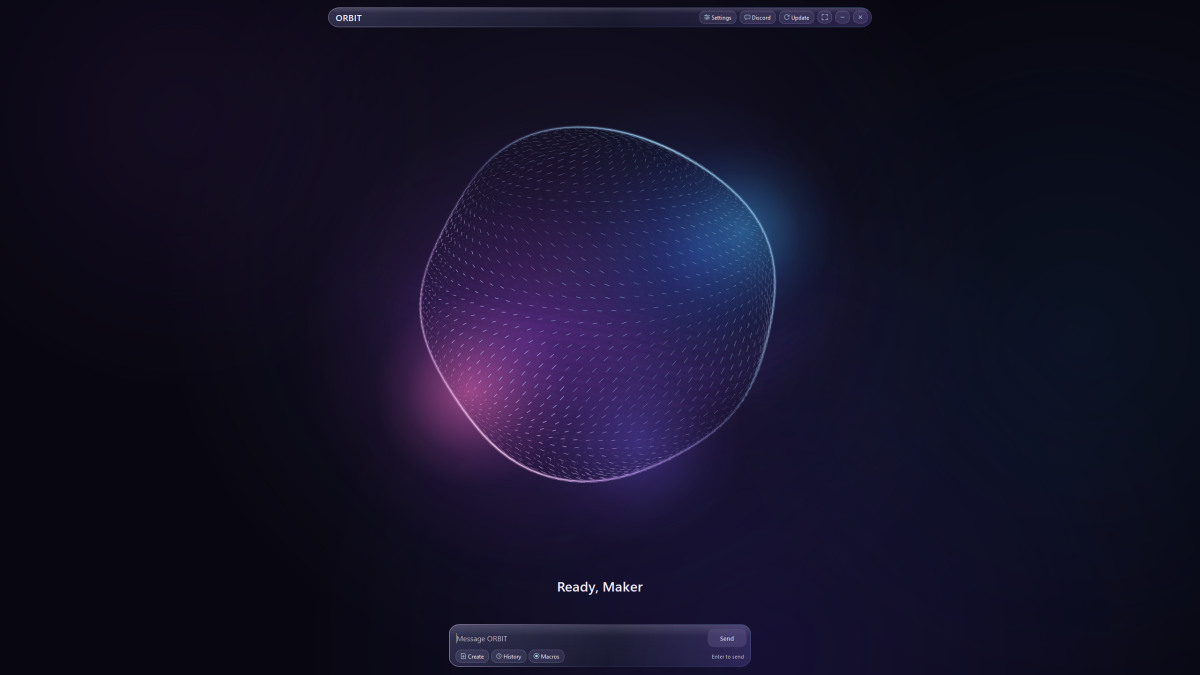 ORBIT
Settings Discord Update
Ready, Maker
Message ORBIT
Send
Create History Macros
Enter to send